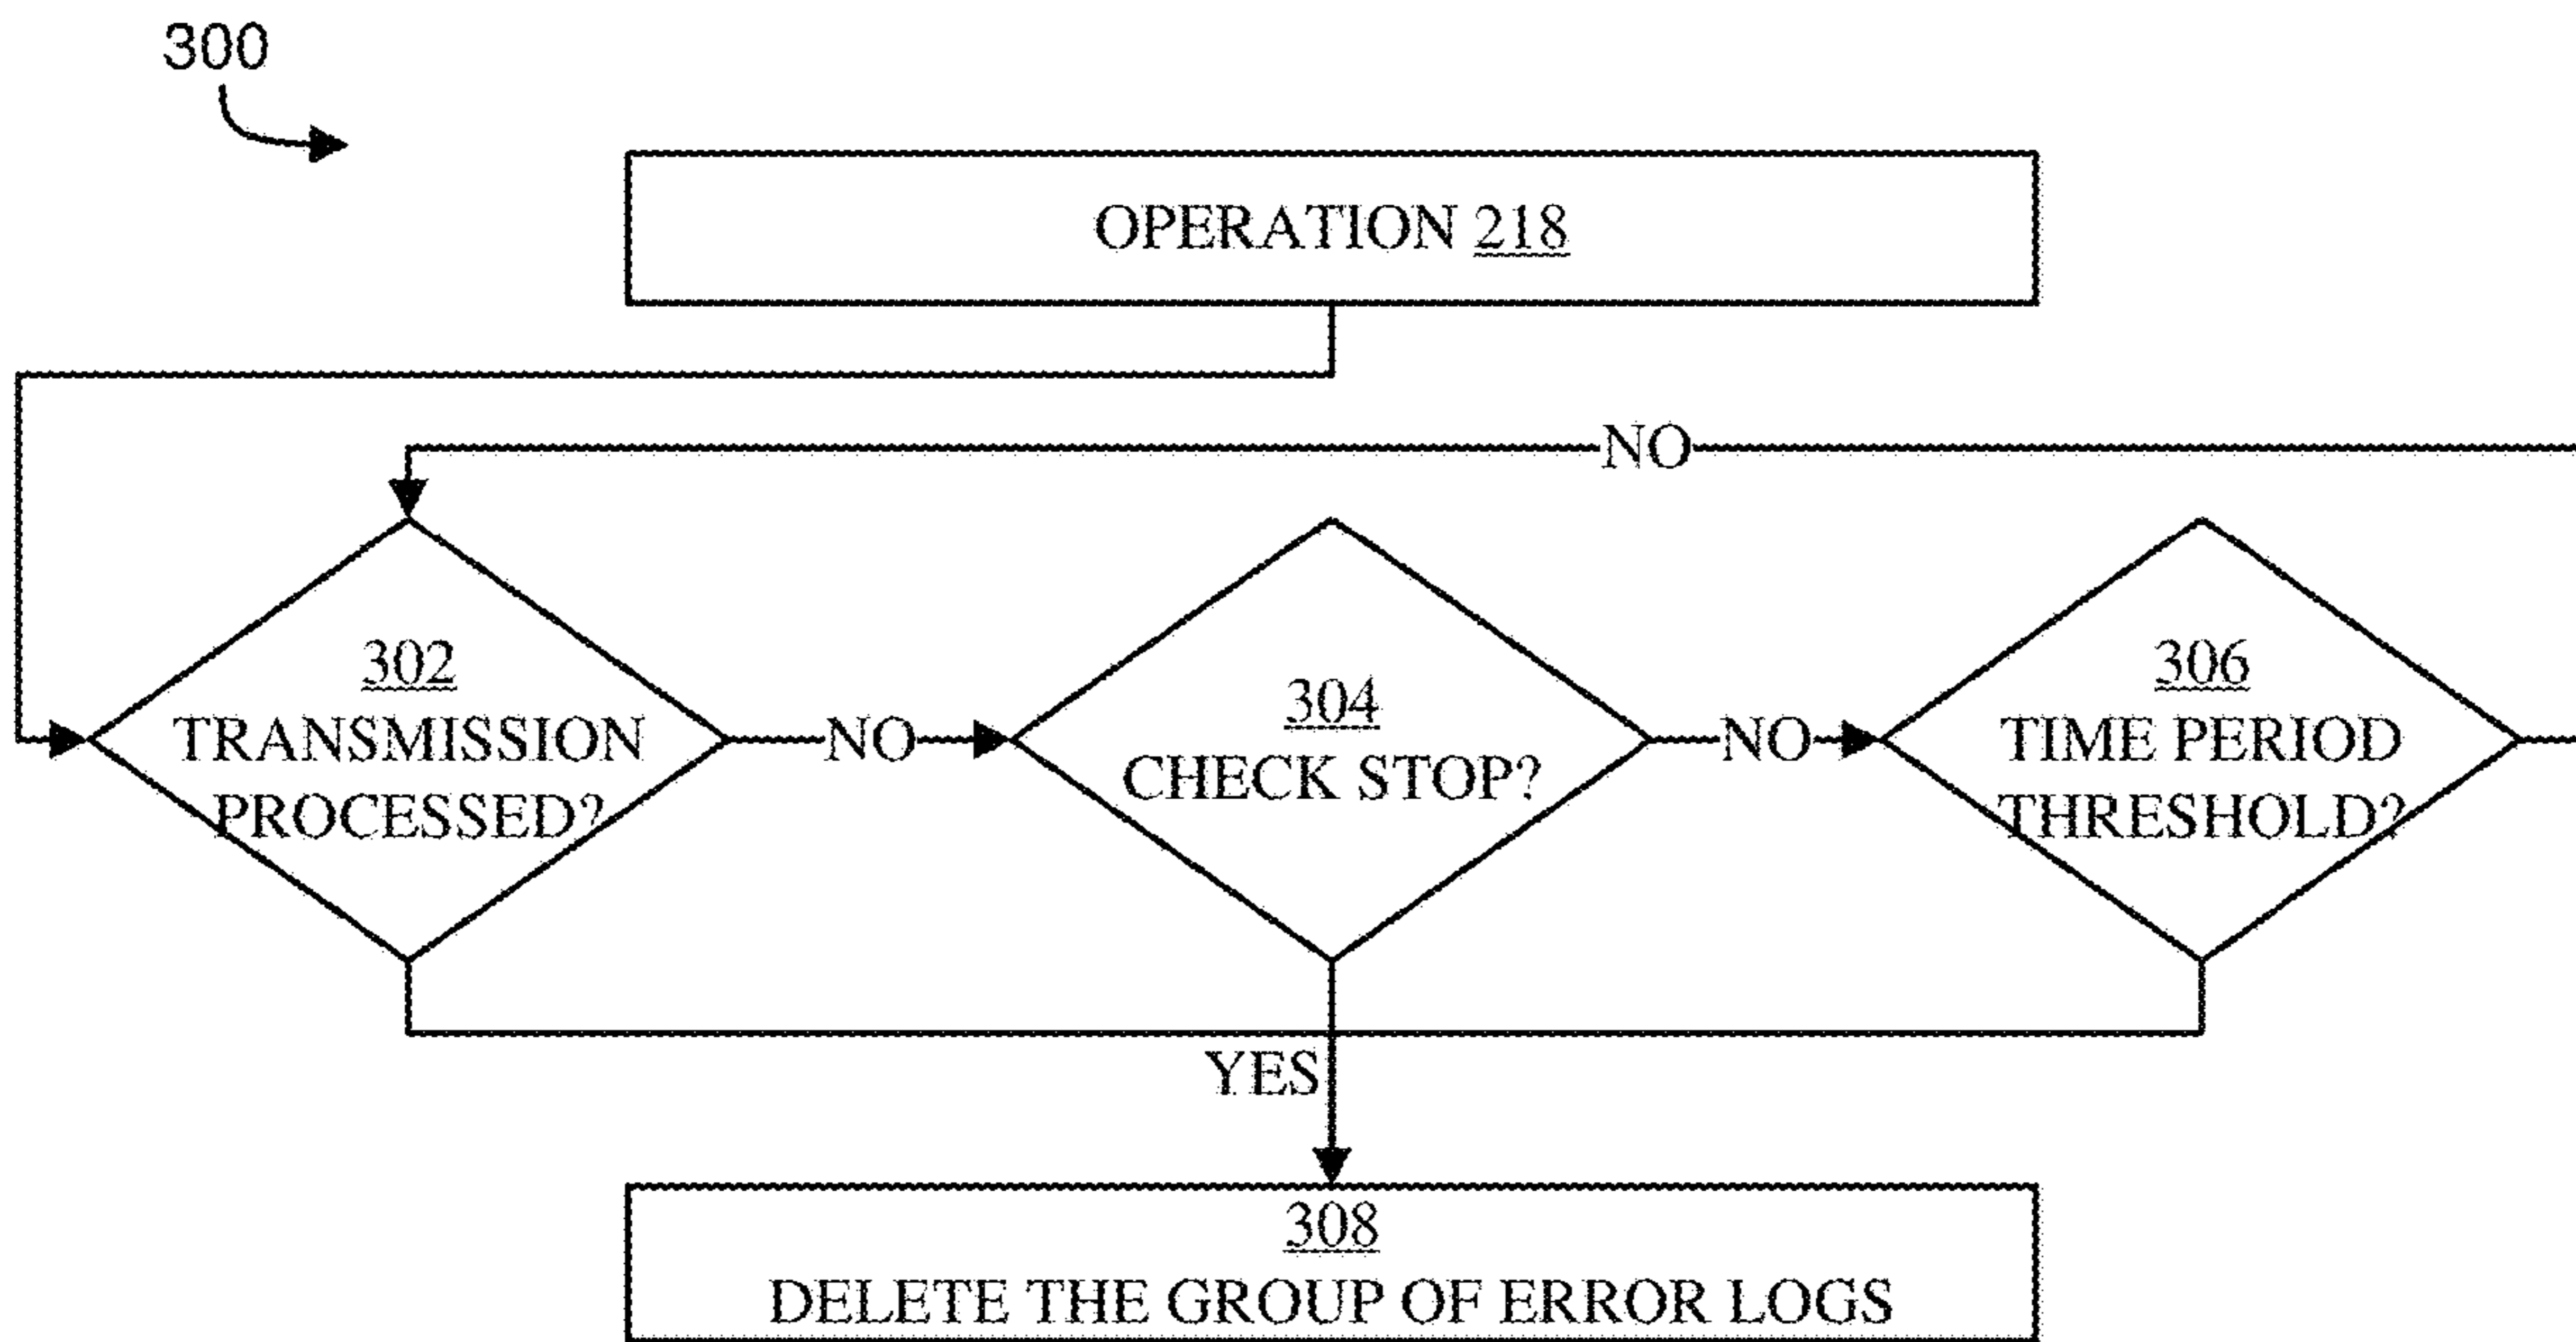 300
OPERATION 218
NO
302
TRANSMISSION
PROCESSED?
NO
304
CHECK STOP?
NO
306
TIME PERIOD
THRESHOLD?
YES
308
DELETE THE GROUP OF ERROR LOGS